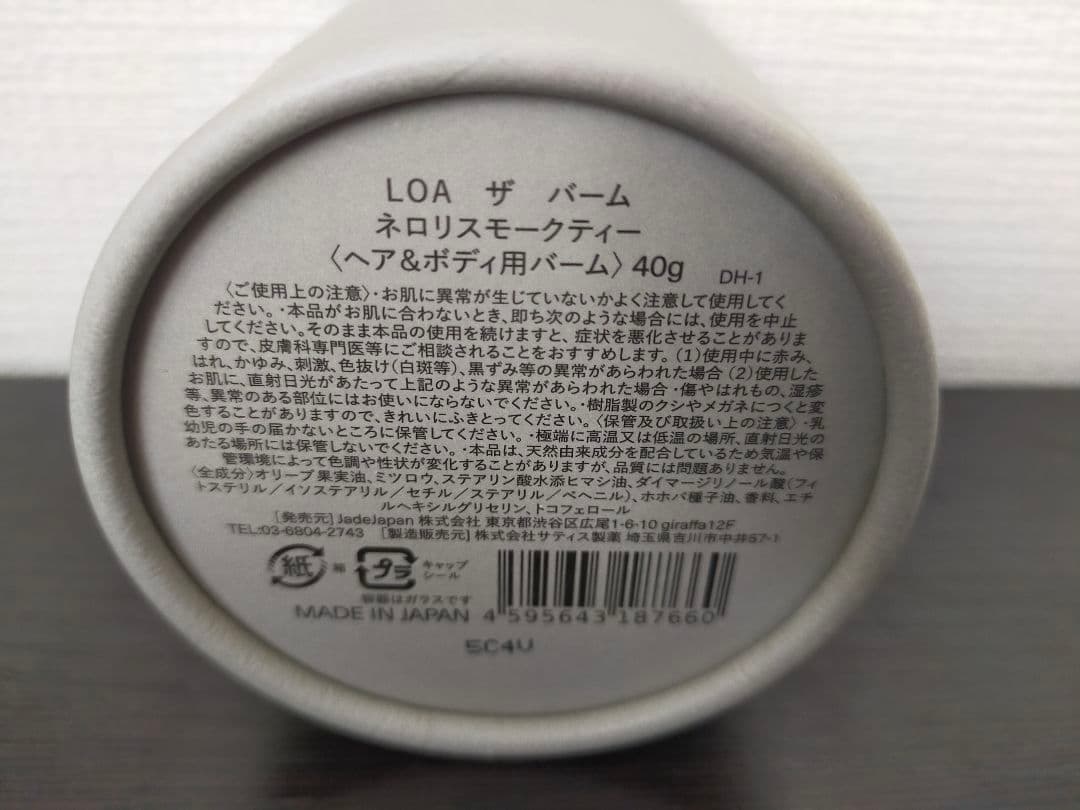 LOA ザ バーム
ネロリスモークティー
〈ヘア＆ボディ用バーム〉40g DH-1
〈ご使用上の注意〉・お肌に異常が生じていないかよく注意して使用してく
ださい。・本品がお肌に合わないとき、即ち次のような場合には、使用を中止
してください。そのまま本品の使用を続けますと、症状を悪化させることがありま
すので、皮膚科専門医等にご相談されることをおすすめします。(1)使用中に赤み、
はれ、かゆみ、刺激、色抜け(白斑等)、黒ずみ等の異常があらわれた場合 (2)使用した
お肌に、直射日光があたって上記のような異常があらわれた場合・傷やはれもの、湿疹
等、異常のある部位にはお使いにならないでください。・樹脂製のクシやメガネにつくと変
色することがありますので、きれいにふきとってください。〈保管及び取扱い上の注意〉・乳
幼児の手の届かないところに保管してください。・極端に高温又は低温の場所、直射日光の
あたる場所には保管しないでください。・本品は、天然由来成分を配合しているため気温や保
管環境によって色調や性状が変化することがありますが、品質には問題ありません。
〈全成分〉オリーブ果実油、ミツロウ、ステアリン酸水添ヒマシ油、ダイマージリノール酸(フィ
トステリル／イソステアリル／セチル／ステアリル／ベヘニル)、ホホバ種子油、香料、エチ
ルヘキシルグリセリン、トコフェロール
［発売元］JadeJapan 株式会社 東京都渋谷区広尾1-6-10 giraffa12F
TEL:03-6804-2743 ［製造販売元］株式会社サティス製薬 埼玉県吉川市中井57-1
紙 箱 プラ キャップ
シール
容器はガラスです
MADE IN JAPAN 4 595643 187660
5C4U